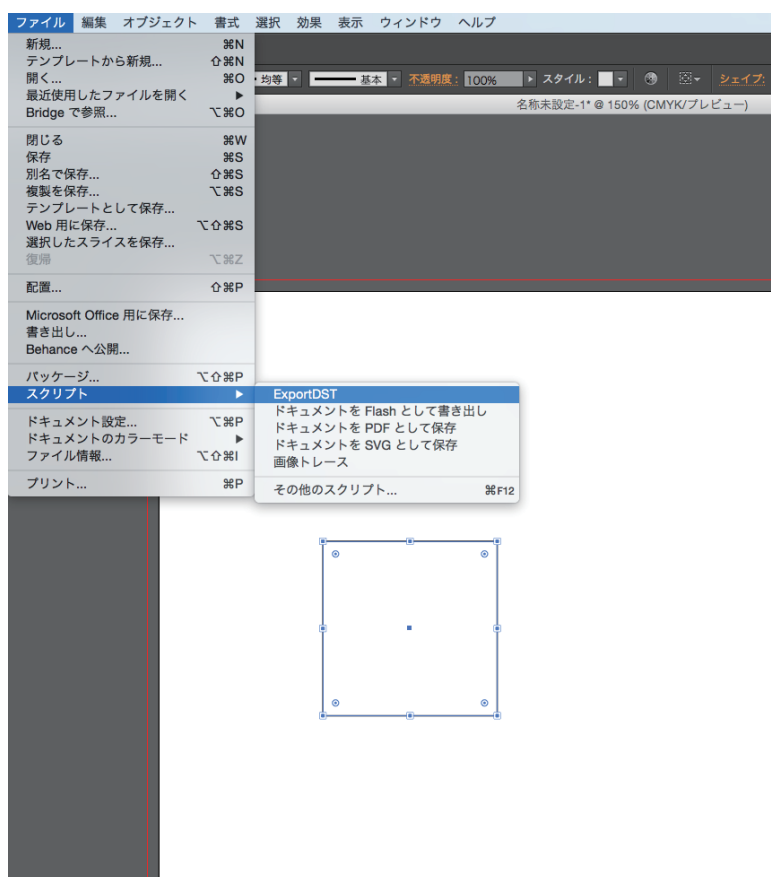 ファイル 編集 オブジェクト 書式 選択 効果 表示 ウィンドウ ヘルプ
・均等 基本 不透明度: 100% スタイル: シェイプ:
名称未設定-1* @ 150% (CMYK/プレビュー)
新規... ⌘N
テンプレートから新規... ⇧⌘N
開く... ⌘O
最近使用したファイルを開く ▶
Bridge で参照... ⌥⌘O
閉じる ⌘W
保存 ⌘S
別名で保存... ⇧⌘S
複製を保存... ⌥⌘S
テンプレートとして保存...
Web 用に保存... ⌥⇧⌘S
選択したスライスを保存...
復帰 ⌥⌘Z
配置... ⇧⌘P
Microsoft Office 用に保存...
書き出し...
Behance へ公開...
パッケージ... ⌥⇧⌘P
スクリプト ▶
ドキュメント設定... ⌥⌘P
ドキュメントのカラーモード ▶
ファイル情報... ⌥⇧⌘I
プリント... ⌘P
ExportDST
ドキュメントを Flash として書き出し
ドキュメントを PDF として保存
ドキュメントを SVG として保存
画像トレース
その他のスクリプト... ⌘F12